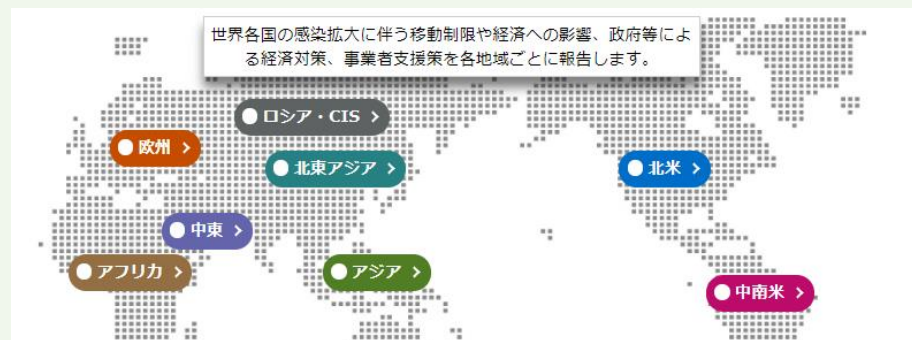 世界各国の感染拡大に伴う移動制限や経済への影響、政府等によ
る経済対策、事業者支援策を各地域ごとに報告します。
ロシア・CIS
欧州
北東アジア
北米
中東
アフリカ
アジア
中南米